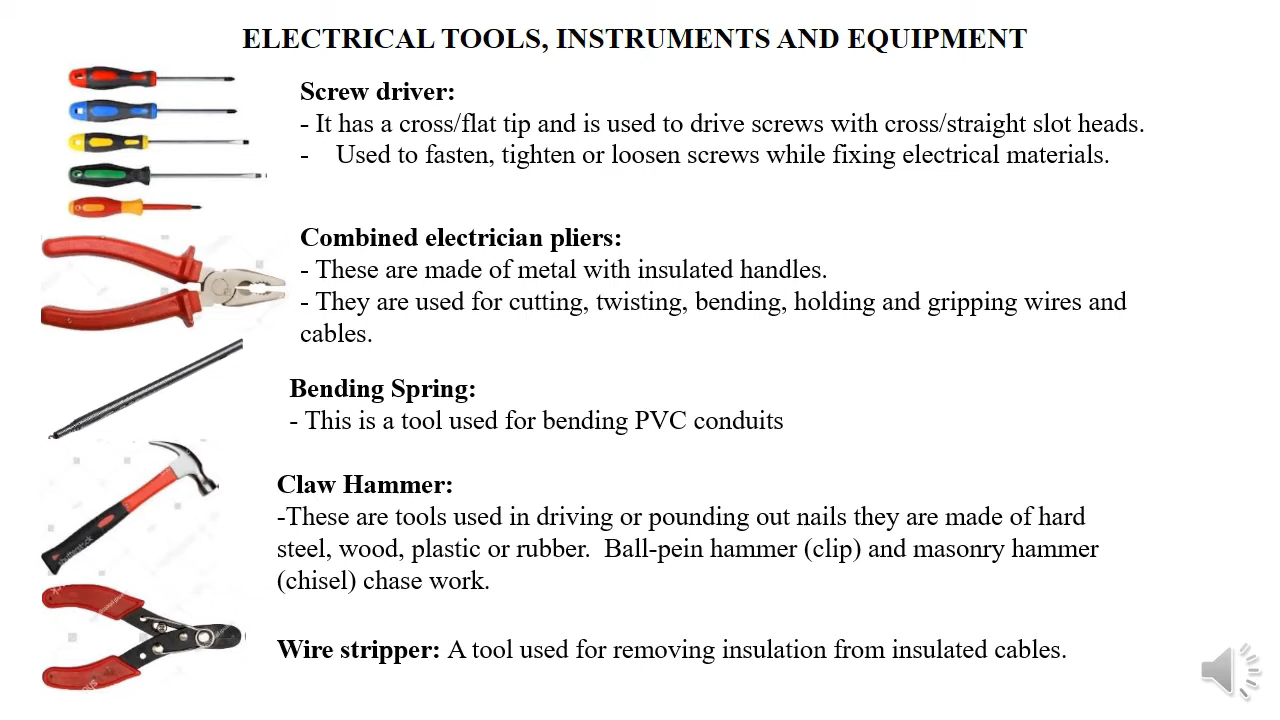 ELECTRICAL TOOLS, INSTRUMENTS AND EQUIPMENT
Screw driver:
- It has a cross/flat tip and is used to drive screws with cross/straight slot heads.
- Used to fasten, tighten or loosen screws while fixing electrical materials.
Combined electrician pliers:
- These are made of metal with insulated handles.
- They are used for cutting, twisting, bending, holding and gripping wires and
cables.
Bending Spring:
- This is a tool used for bending PVC conduits
Claw Hammer:
-These are tools used in driving or pounding out nails they are made of hard
steel, wood, plastic or rubber. Ball-pein hammer (clip) and masonry hammer
(chisel) chase work.
Wire stripper: A tool used for removing insulation from insulated cables.